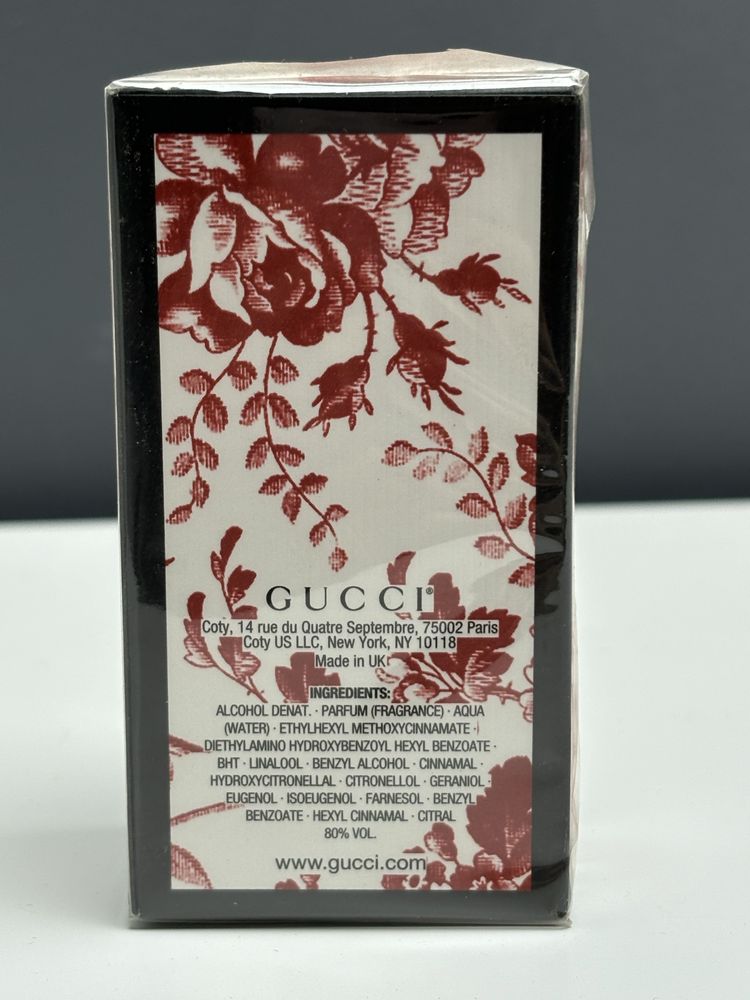 GUCCI®
Coty, 14 rue du Quatre Septembre, 75002 Paris
Coty US LLC, New York, NY 10118
Made in UK
INGREDIENTS:
ALCOHOL DENAT. · PARFUM (FRAGRANCE) · AQUA
(WATER) · ETHYLHEXYL METHOXYCINNAMATE ·
DIETHYLAMINO HYDROXYBENZOYL HEXYL BENZOATE ·
BHT · LINALOOL · BENZYL ALCOHOL · CINNAMAL ·
HYDROXYCITRONELLAL · CITRONELLOL · GERANIOL ·
EUGENOL · ISOEUGENOL · FARNESOL · BENZYL
BENZOATE · HEXYL CINNAMAL · CITRAL
80% VOL.
www.gucci.com